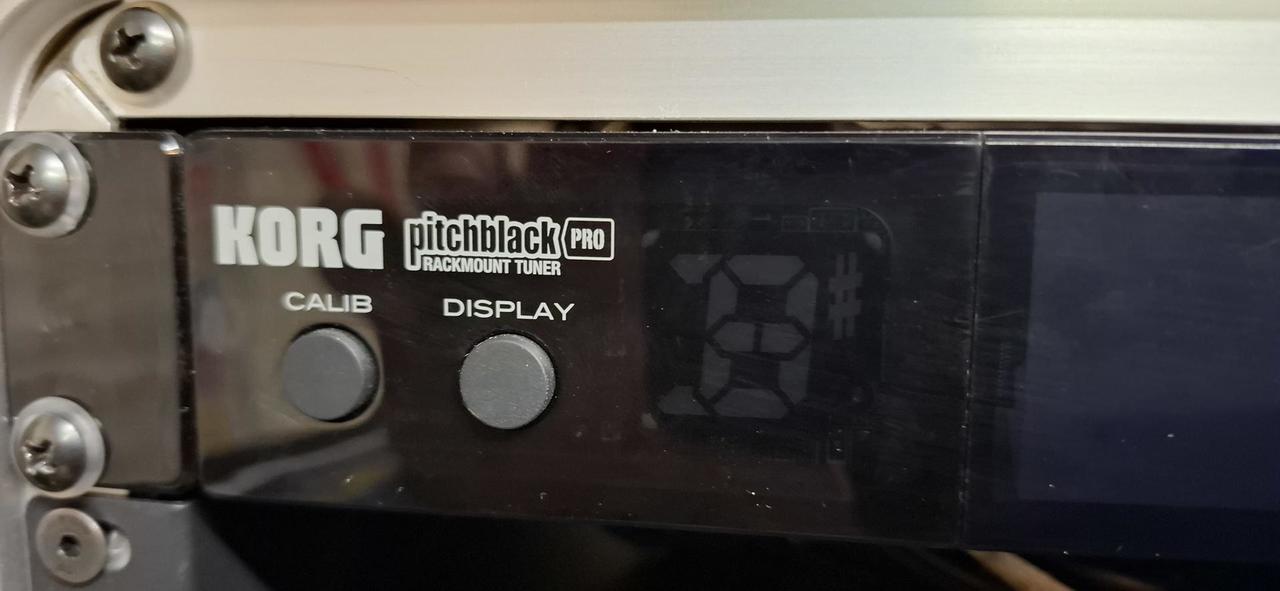 KORG pitchblack PRO
RACKMOUNT TUNER
CALIB DISPLAY
#